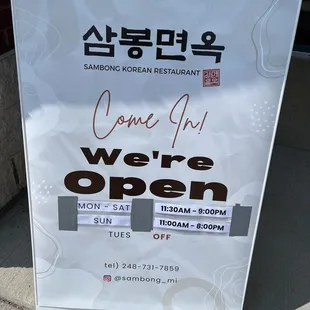 삼봉면옥
SAMBONG KOREAN RESTAURANT
Come In!
We're
Open
MON - SAT 11:30AM - 9:00PM
SUN 11:00AM - 8:00PM
TUES OFF
tel) 248-731-7859
@sambong_mi